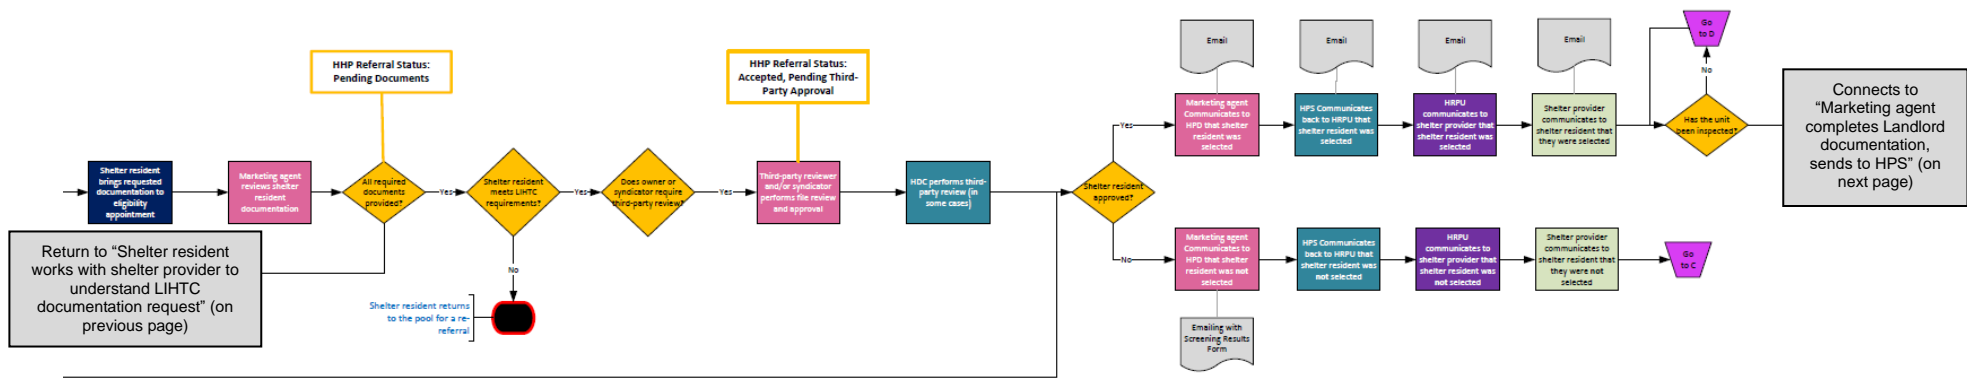 HHP Referral Status:
Pending Documents
HHP Referral Status:
Accepted, Pending Third-
Party Approval
Shelter resident
brings requested
documentation to
eligibility
appointment
Marketing agent
reviews shelter
resident
documentation
All required
documents
provided?
Yes
Shelter resident
meets LIHTC
requirements?
Yes
Does owner or
syndicator require
third-party review?
Yes
Third-party reviewer
and/or syndicator
performs file review
and approval
HDC performs third-
party review (in
some cases)
Shelter resident
approved?
Return to “Shelter resident
works with shelter provider to
understand LIHTC
documentation request” (on
previous page)
No
Shelter resident returns
to the pool for a re-
referral
Yes
Email
Marketing agent
Communicates to
HPD that shelter
resident was
selected
Email
HPS Communicates
back to HRPU that
shelter resident was
selected
Email
HRPU
communicates to
shelter provider that
shelter resident was
selected
Email
Shelter provider
communicates to
shelter resident that
they were selected
Go
to D
No
Has the unit
been inspected?
Connects to
“Marketing agent
completes Landlord
documentation,
sends to HPS” (on
next page)
No
Marketing agent
Communicates to
HPD that shelter
resident was not
selected
HPS Communicates
back to HRPU that
shelter resident was
not selected
HRPU
communicates to
shelter provider that
shelter resident was
not selected
Shelter provider
communicates to
shelter resident that
they were not
selected
Go
to C
Emailing with
Screening Results
Form